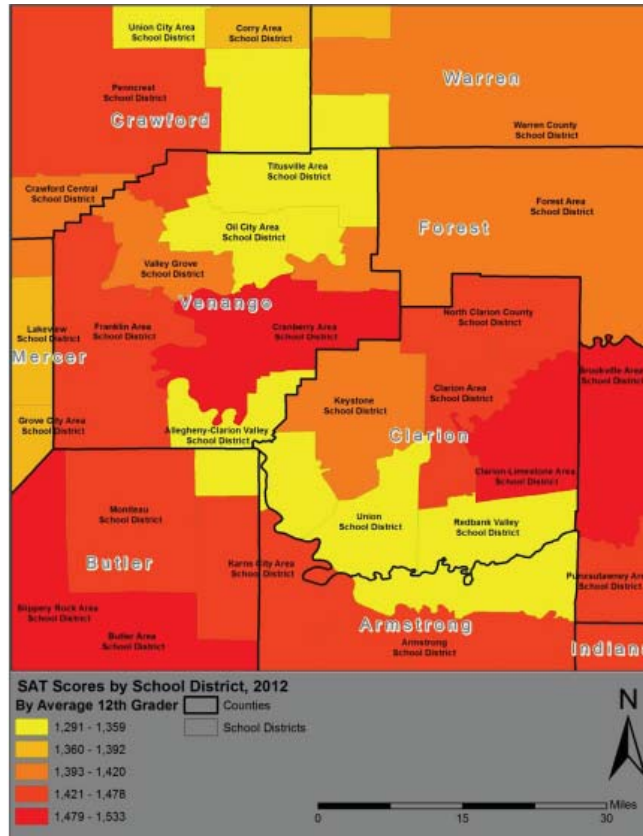 Union City Area
School District
Corry Area
School District
Warren
Penncrest
School District
Crawford
Warren County
School District
Titusville Area
School District
Crawford Central
School District
Forest Area
School District
Oil City Area
School District
Forest
Valley Grove
School District
Venango
North Clarion County
School District
Lakeview
School District
Franklin Area
School District
Cranberry Area
School District
Mercer
Brookville Area
School District
Clarion Area
School District
Keystone
School District
Grove City Area
School District
Allegheny-Clarion Valley
School District
Clarion
Clarion-Limestone Area
School District
Moniteau
School District
Union
School District
Redbank Valley
School District
Butler
Karns City Area
School District
Punxsutawney Area
School District
Slippery Rock Area
School District
Butler Area
School District
Armstrong
Armstrong
School District
Indiana
SAT Scores by School District, 2012
By Average 12th Grader
Counties
School Districts
1,291 - 1,359
1,360 - 1,392
1,393 - 1,420
1,421 - 1,478
1,479 - 1,533
N
Miles
0 15 30